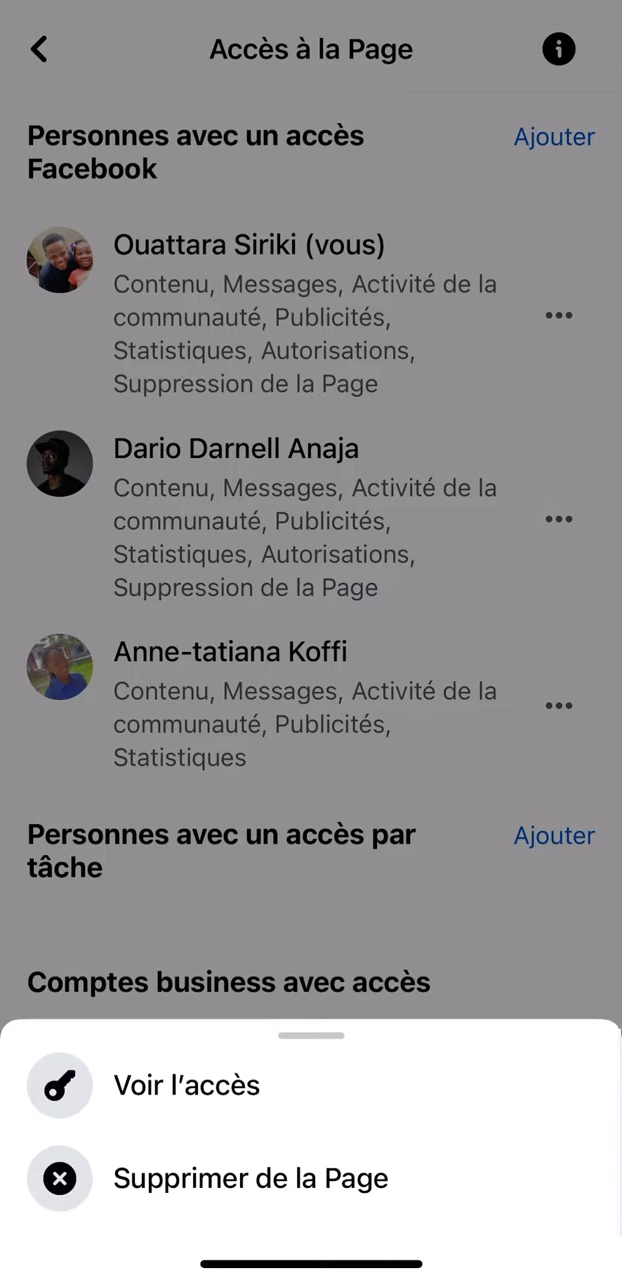 Accès à la Page
Personnes avec un accès
Facebook
Ajouter
Ouattara Siriki (vous)
Contenu, Messages, Activité de la
communauté, Publicités,
Statistiques, Autorisations,
Suppression de la Page
Dario Darnell Anaja
Contenu, Messages, Activité de la
communauté, Publicités,
Statistiques, Autorisations,
Suppression de la Page
Anne-tatiana Koffi
Contenu, Messages, Activité de la
communauté, Publicités,
Statistiques
Personnes avec un accès par
tâche
Ajouter
Comptes business avec accès
Voir l’accès
Supprimer de la Page